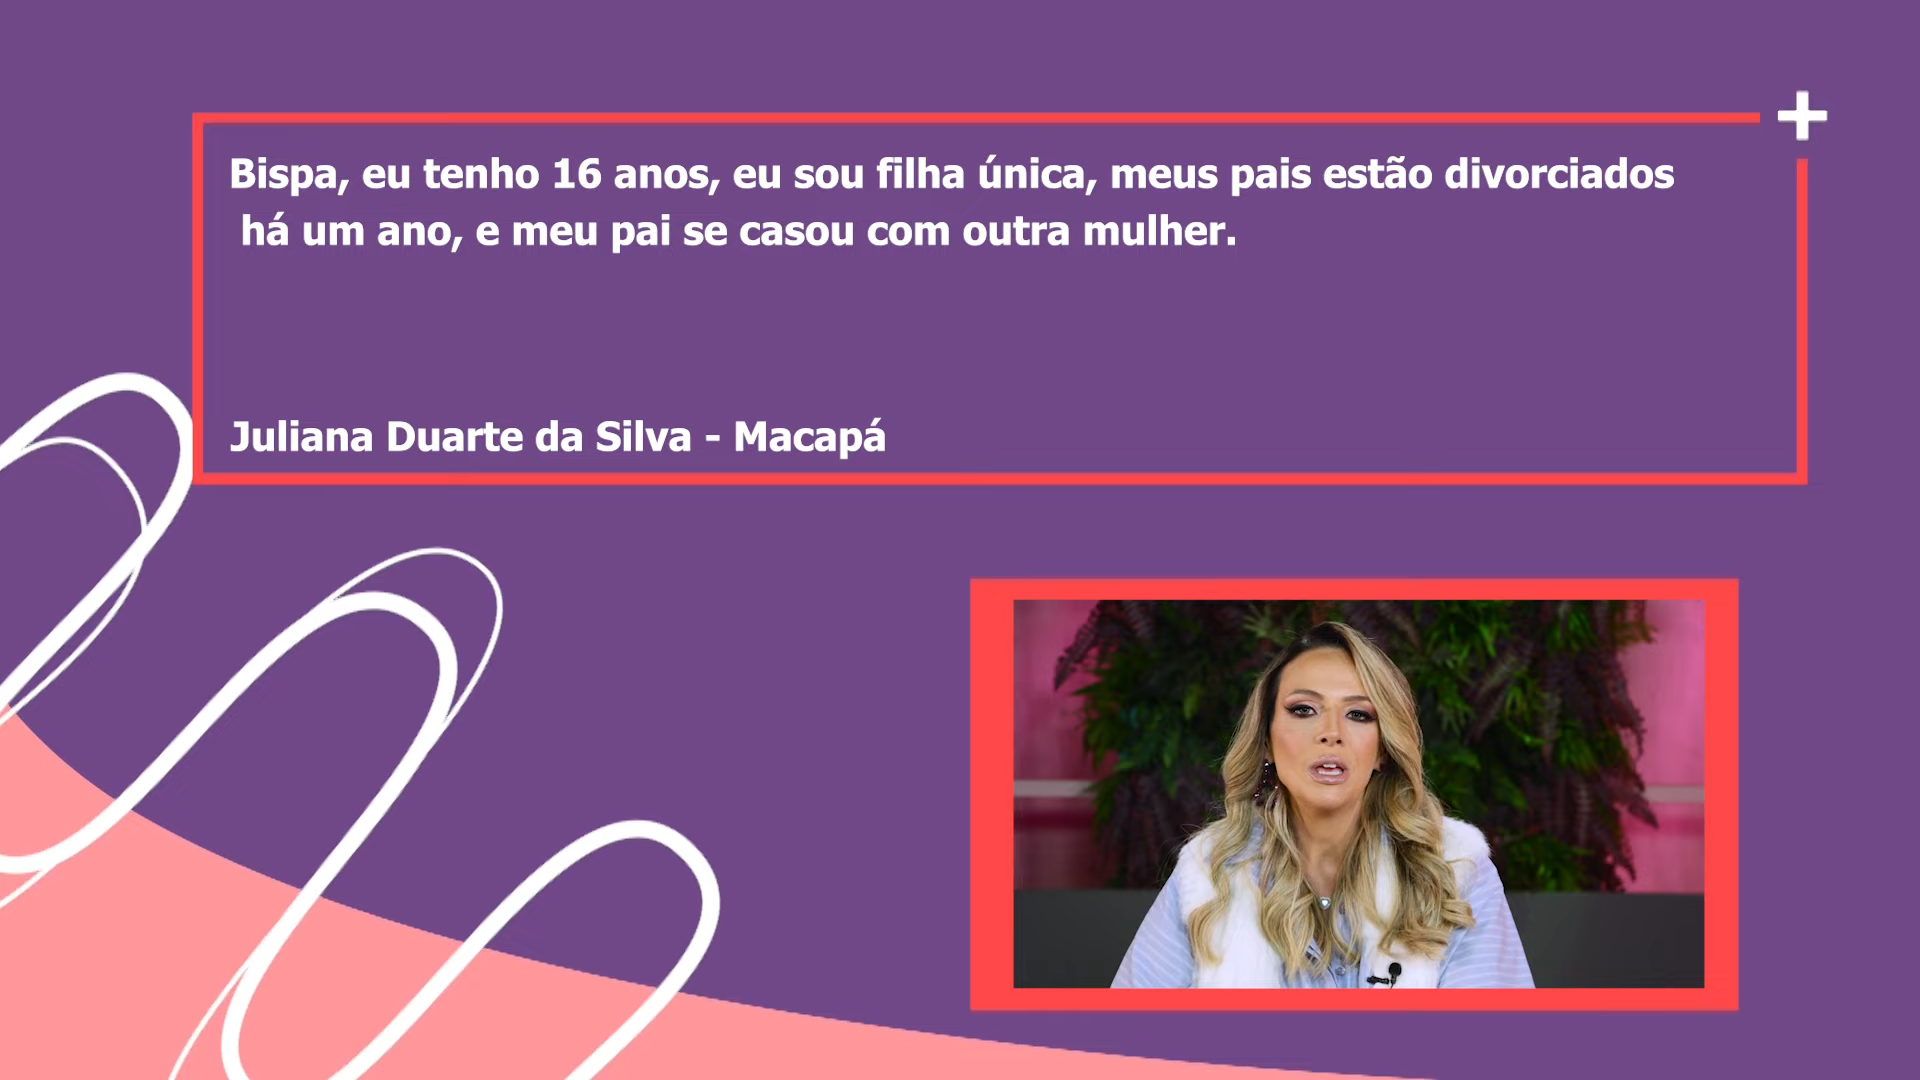 Bispa, eu tenho 16 anos, eu sou filha única, meus pais estão divorciados
há um ano, e meu pai se casou com outra mulher.
Juliana Duarte da Silva - Macapá